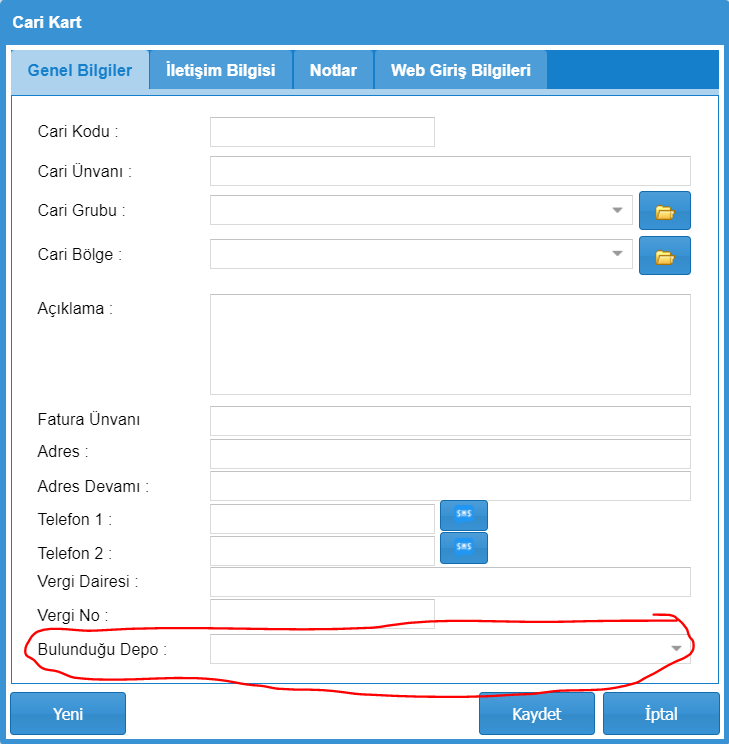 Cari Kart
Genel Bilgiler İletişim Bilgisi Notlar Web Giriş Bilgileri
Cari Kodu :
Cari Ünvanı :
Cari Grubu :
Cari Bölge :
Açıklama :
Fatura Ünvanı
Adres :
Adres Devamı :
Telefon 1 : SMS
Telefon 2 : SMS
Vergi Dairesi :
Vergi No :
Bulunduğu Depo :
Yeni Kaydet İptal